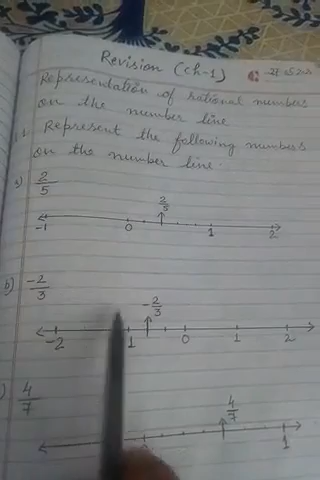 Revision (ch-1)
Representation of rational numbers
on the number line
Represent the following numbers
on the number line.
a) 2/5
2/5
-1 0 1 2
b) -2/3
-2/3
-2 1 0 1 2
4/7
4/7
1